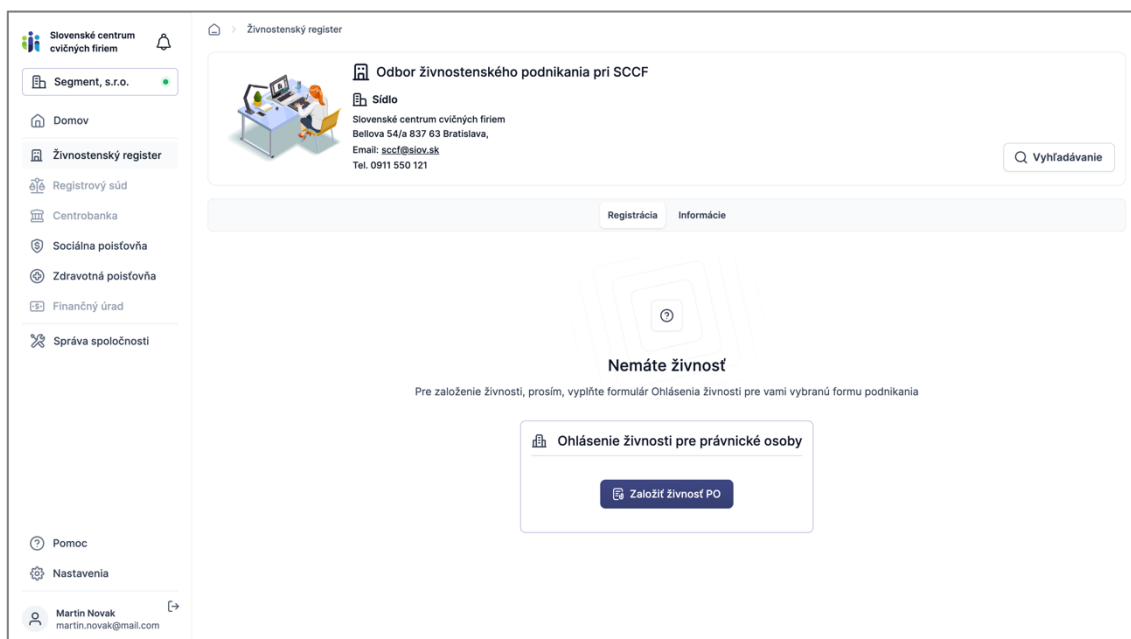 Slovenské centrum
cvičných firiem
Segment, s.r.o.
Domov
Živnostenský register
Registrový súd
Centrobanka
Sociálna poisťovňa
Zdravotná poisťovňa
Finančný úrad
Správa spoločnosti
Pomoc
Nastavenia
Martin Novak
martin.novak@mail.com
Živnostenský register
Odbor živnostenského podnikania pri SCCF
Sídlo
Slovenské centrum cvičných firiem
Bellova 54/a 837 63 Bratislava,
Email: sccf@siov.sk
Tel. 0911 550 121
Vyhľadávanie
Registrácia Informácie
Nemáte živnosť
Pre založenie živnosti, prosím, vyplňte formulár Ohlásenia živnosti pre vami vybranú formu podnikania
Ohlásenie živnosti pre právnické osoby
Založiť živnosť PO